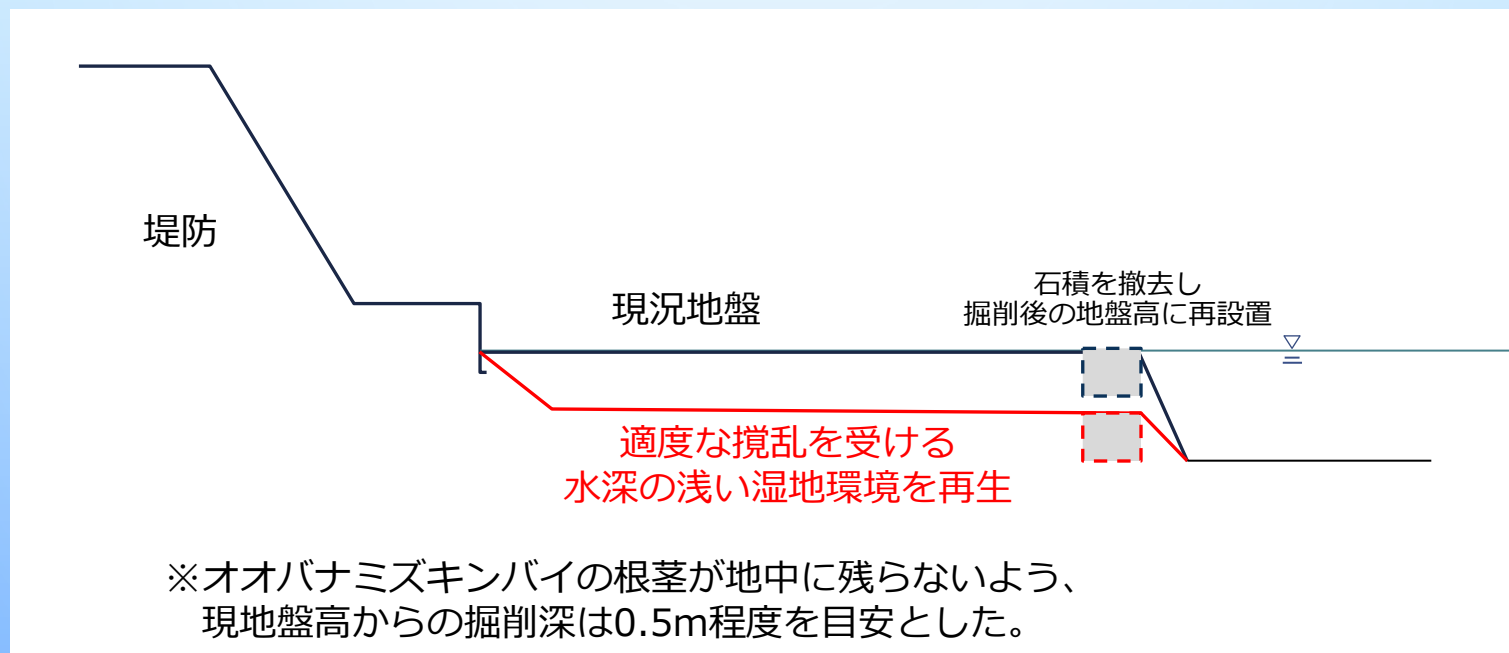 堤防
現況地盤
石積を撤去し
掘削後の地盤高に再設置
適度な撹乱を受ける
水深の浅い湿地環境を再生
※オオバナミズキンバイの根茎が地中に残らないよう、
現地盤高からの掘削深は0.5m程度を目安とした。